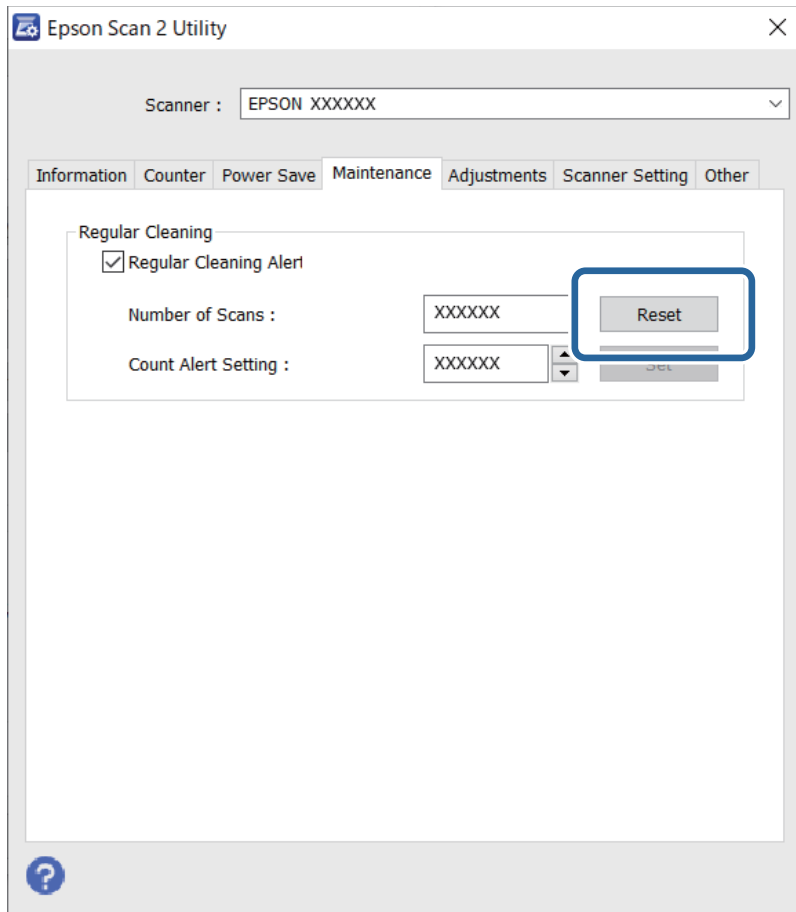 Epson Scan 2 Utility
Scanner : EPSON XXXXXX
Information Counter Power Save Maintenance Adjustments Scanner Setting Other
Regular Cleaning
Regular Cleaning Alert
Number of Scans : XXXXXX Reset
Count Alert Setting : XXXXXX Set
?